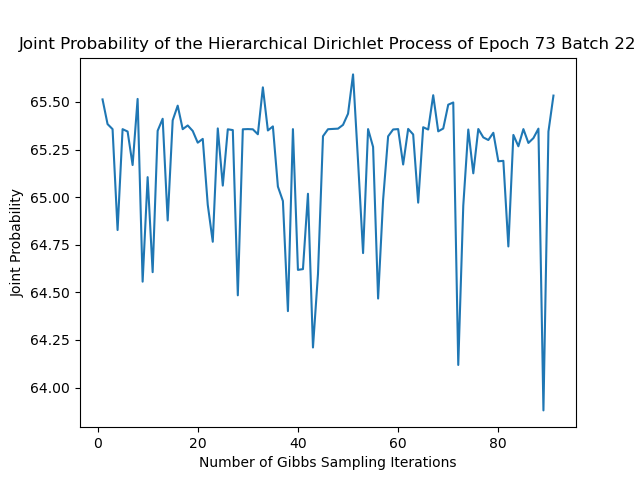 Joint Probability of the Hierarchical Dirichlet Process of Epoch 73 Batch 22
65.50
65.25
65.00
64.75
64.50
64.25
64.00
Joint Probability
0 20 40 60 80
Number of Gibbs Sampling Iterations